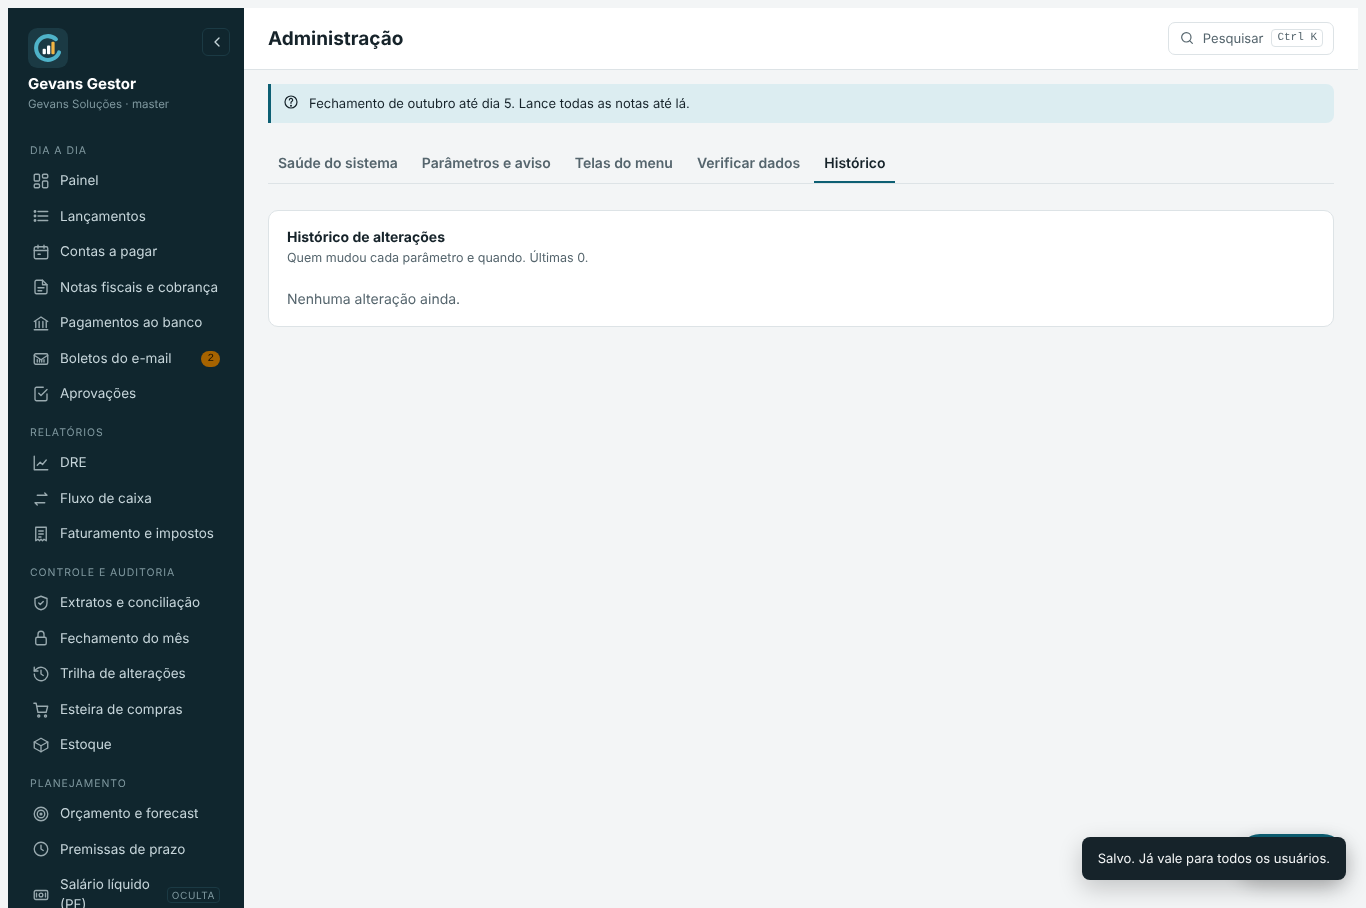 Gevans Gestor
Gevans Soluções · master
DIA A DIA
Painel
Lançamentos
Contas a pagar
Notas fiscais e cobrança
Pagamentos ao banco
Boletos do e-mail 2
Aprovações
RELATÓRIOS
DRE
Fluxo de caixa
Faturamento e impostos
CONTROLE E AUDITORIA
Extratos e conciliação
Fechamento do mês
Trilha de alterações
Esteira de compras
Estoque
PLANEJAMENTO
Orçamento e forecast
Premissas de prazo
Salário líquido
(PF) OCULTA
Administração
Pesquisar Ctrl K
Fechamento de outubro até dia 5. Lance todas as notas até lá.
Saúde do sistema Parâmetros e aviso Telas do menu Verificar dados Histórico
Histórico de alterações
Quem mudou cada parâmetro e quando. Últimas 0.
Nenhuma alteração ainda.
Salvo. Já vale para todos os usuários.